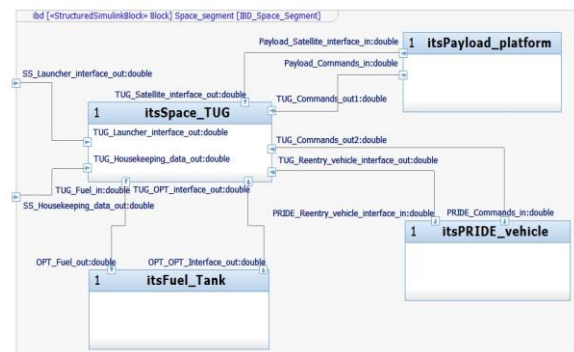 ibd [«StructuredSimulinkBlock» Block] Space_segment [IBD_Space_Segment]
Payload_Satellite_interface_in:double
1 itsPayload_platform
Payload_Commands_in:double
SS_Launcher_interface_out:double
TUG_Satellite_interface_out:double
TUG_Commands_out1:double
1 itsSpace_TUG
TUG_Launcher_interface_out:double
TUG_Commands_out2:double
TUG_Housekeeping_data_out:double
TUG_Reentry_vehicle_interface_out:double
TUG_Fuel_in:double
TUG_OPT_interface_out:double
SS_Housekeeping_data_out:double
PRIDE_Reentry_vehicle_interface_in:double
PRIDE_Commands_in:double
1 itsPRIDE_vehicle
OPT_Fuel_out:double
OPT_OPT_Interface_out:double
1 itsFuel_Tank